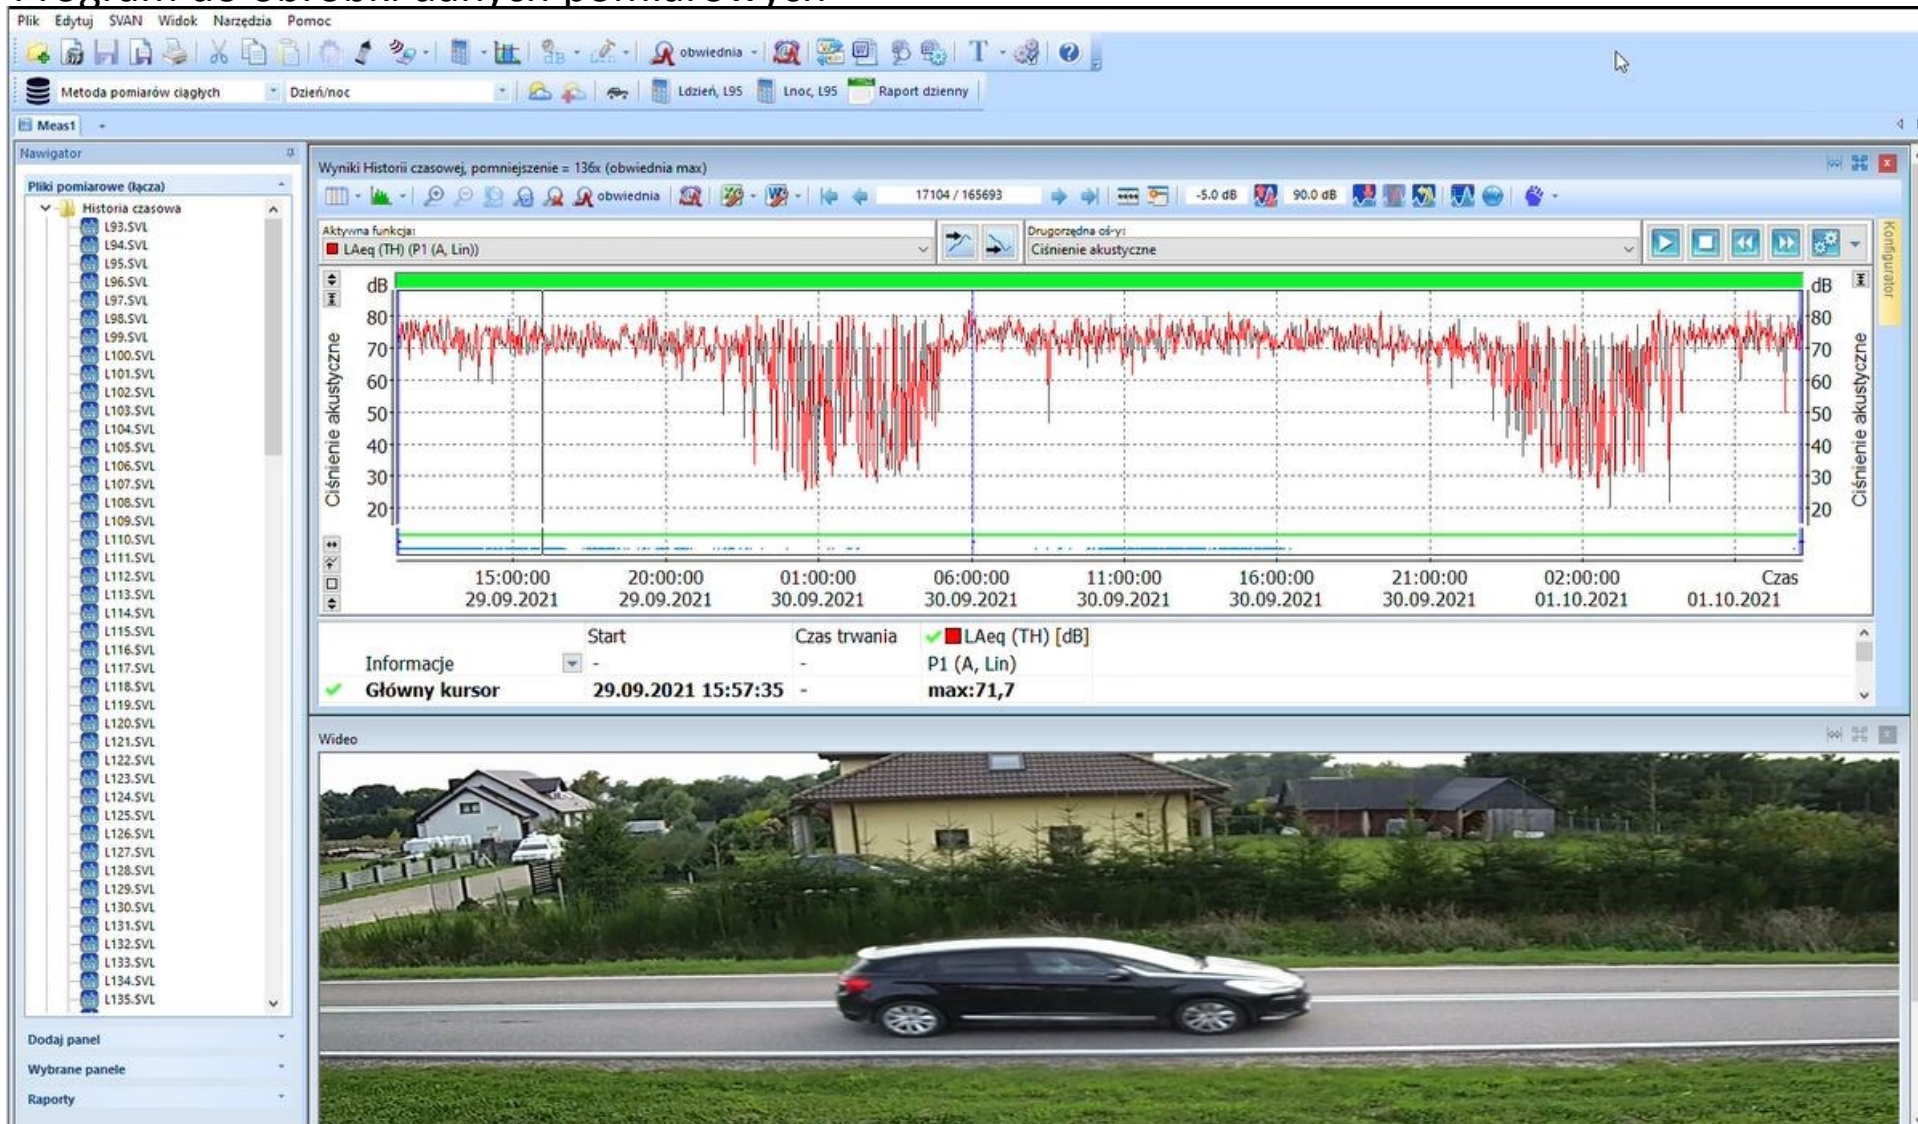 Program do obróbki danych pomiarowych
Plik Edytuj SVAN Widok Narzędzia Pomoc
obwiednia T
Metoda pomiarów ciągłych Dzień/noc Ldzień, L95 Lnoc, L95 Raport dzienny
Meas1
Nawigator
Pliki pomiarowe (łącza)
Historia czasowa
L93.SVL
L94.SVL
L95.SVL
L96.SVL
L97.SVL
L98.SVL
L99.SVL
L100.SVL
L101.SVL
L102.SVL
L103.SVL
L104.SVL
L105.SVL
L106.SVL
L107.SVL
L108.SVL
L109.SVL
L110.SVL
L111.SVL
L112.SVL
L113.SVL
L114.SVL
L115.SVL
L116.SVL
L117.SVL
L118.SVL
L119.SVL
L120.SVL
L121.SVL
L122.SVL
L123.SVL
L124.SVL
L125.SVL
L126.SVL
L127.SVL
L128.SVL
L129.SVL
L130.SVL
L131.SVL
L132.SVL
L133.SVL
L134.SVL
L135.SVL
Dodaj panel
Wybrane panele
Raporty
Wyniki Historii czasowej, pomniejszenie = 136x (obwiednia max)
obwiednia 17104 / 165693 -5.0 dB 90.0 dB
Aktywna funkcja: Drugorzędna oś-y:
LAeq (TH) (P1 (A, Lin)) Ciśnienie akustyczne
Konfigurator
dB dB
80 80
70 70
60 60
50 50
40 40
30 30
20 20
Ciśnienie akustyczne Ciśnienie akustyczne
15:00:00 20:00:00 01:00:00 06:00:00 11:00:00 16:00:00 21:00:00 02:00:00 Czas
29.09.2021 29.09.2021 30.09.2021 30.09.2021 30.09.2021 30.09.2021 30.09.2021 01.10.2021 01.10.2021
Start Czas trwania LAeq (TH) [dB]
Informacje - - P1 (A, Lin)
Główny kursor 29.09.2021 15:57:35 - max:71,7
Wideo